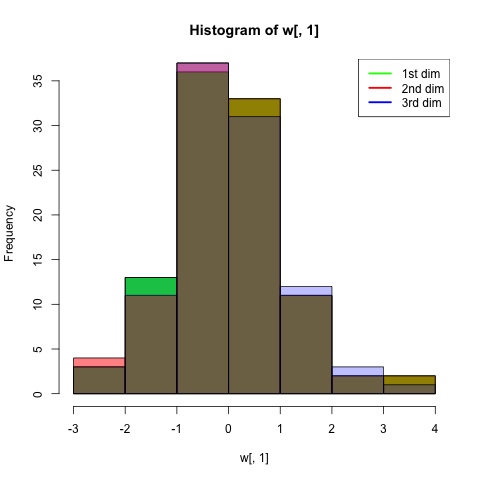 Histogram of w[, 1]
1st dim
2nd dim
3rd dim
Frequency
35
30
25
20
15
10
5
0
-3 -2 -1 0 1 2 3 4
w[, 1]